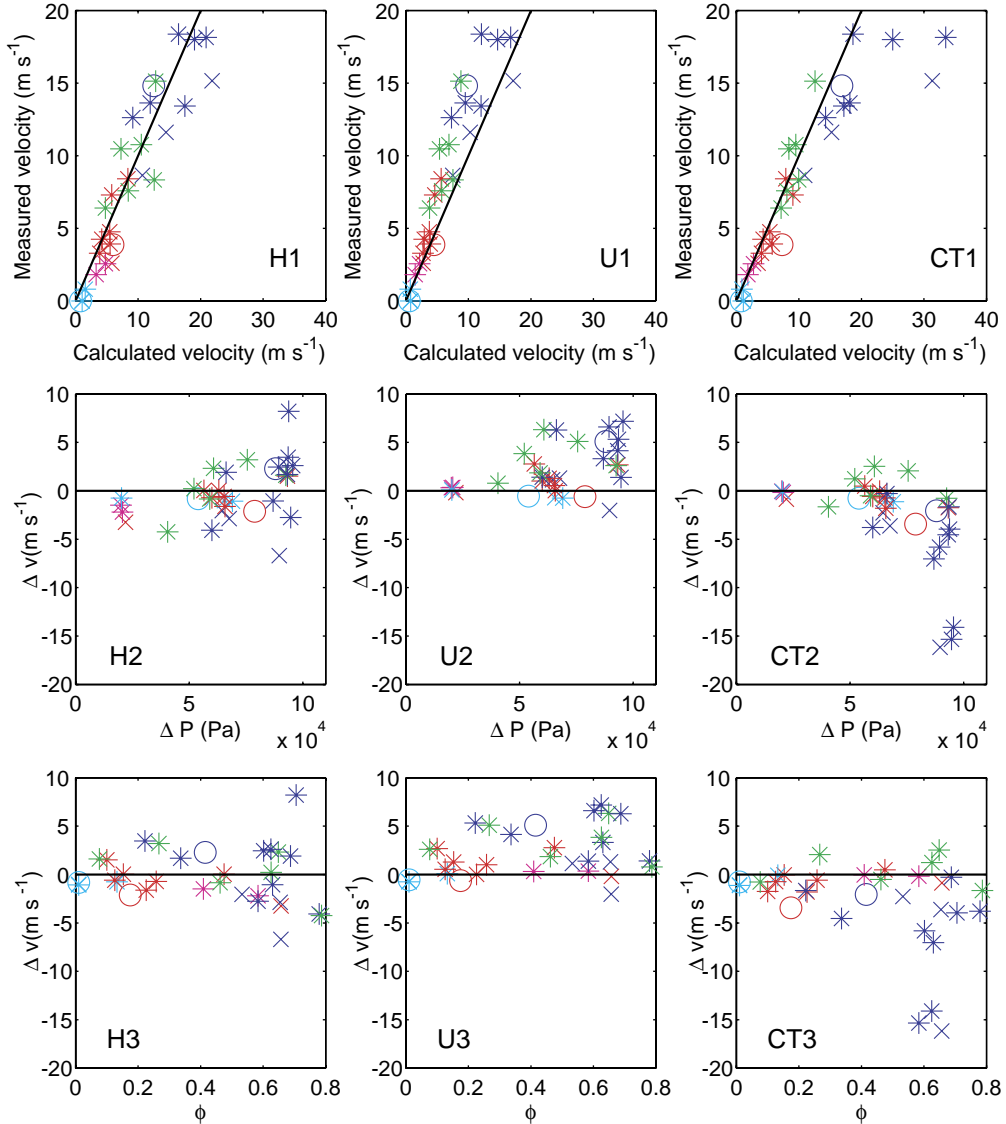 20
15
10
5
0
Measured velocity (m s⁻¹)
H1
0 10 20 30 40
Calculated velocity (m s⁻¹)
20
15
10
5
0
Measured velocity (m s⁻¹)
U1
0 10 20 30 40
Calculated velocity (m s⁻¹)
20
15
10
5
0
Measured velocity (m s⁻¹)
CT1
0 10 20 30 40
Calculated velocity (m s⁻¹)
10
5
0
-5
-10
-15
-20
Δ v(m s⁻¹)
H2
0 5 10
Δ P (Pa)
x 10⁴
10
5
0
-5
-10
-15
-20
Δ v(m s⁻¹)
U2
0 5 10
Δ P (Pa)
x 10⁴
10
5
0
-5
-10
-15
-20
Δ v(m s⁻¹)
CT2
0 5 10
Δ P (Pa)
x 10⁴
10
5
0
-5
-10
-15
-20
Δ v(m s⁻¹)
H3
0 0.2 0.4 0.6 0.8
ϕ
10
5
0
-5
-10
-15
-20
Δ v(m s⁻¹)
U3
0 0.2 0.4 0.6 0.8
ϕ
10
5
0
-5
-10
-15
-20
Δ v(m s⁻¹)
CT3
0 0.2 0.4 0.6 0.8
ϕ